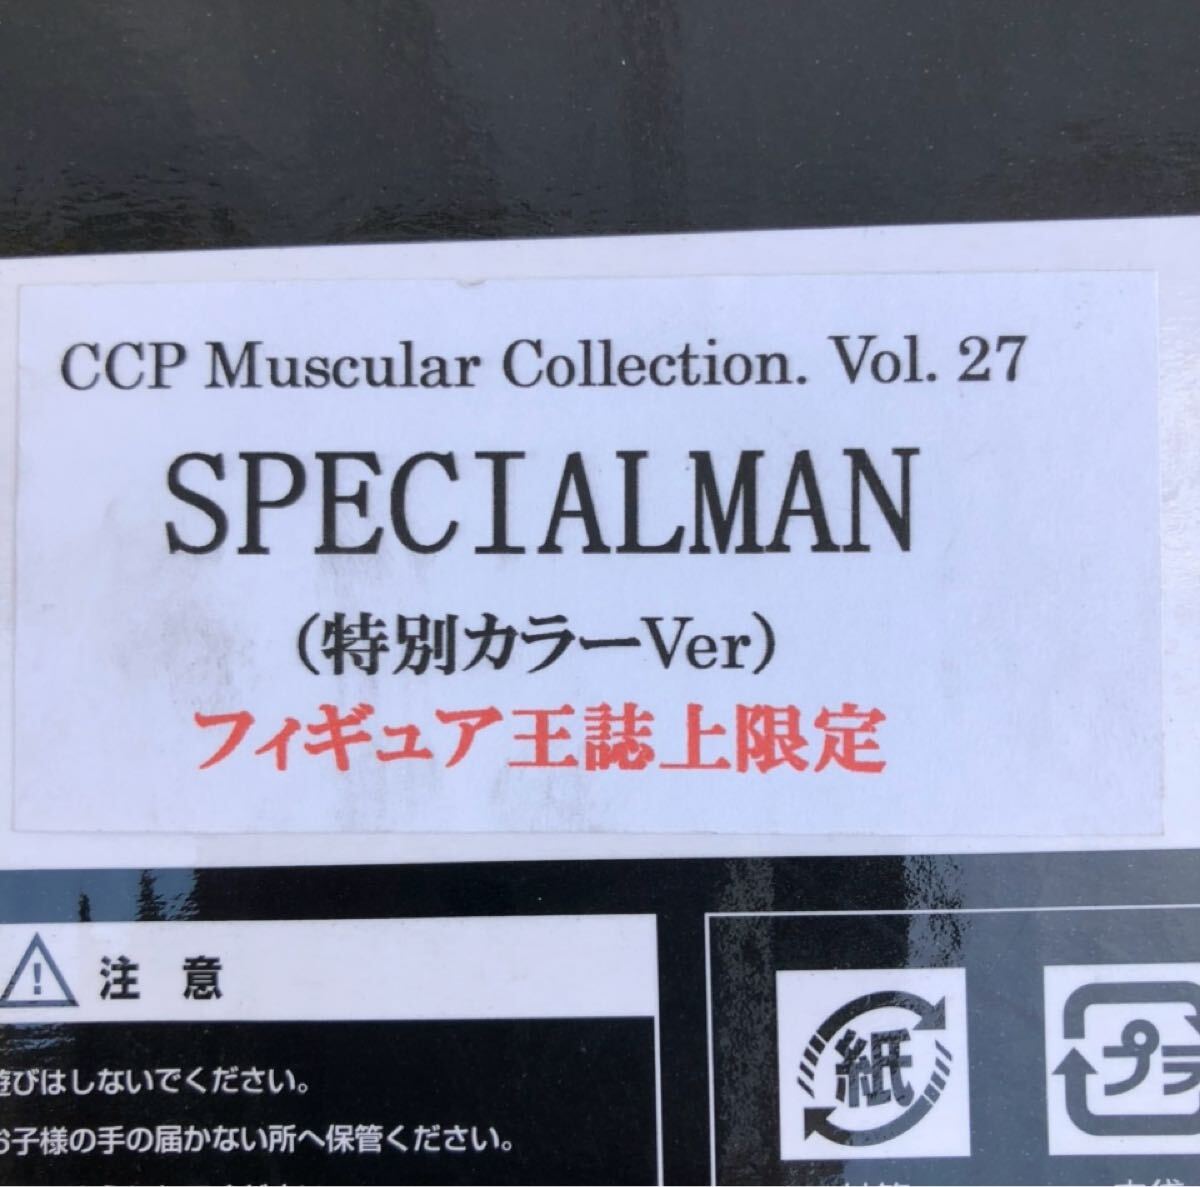 CCP Muscular Collection. Vol. 27
SPECIALMAN
(特別カラーVer)
フィギュア王誌上限定
注 意
遊びはしないでください。
お子様の手の届かない所へ保管ください。
紙
プラ